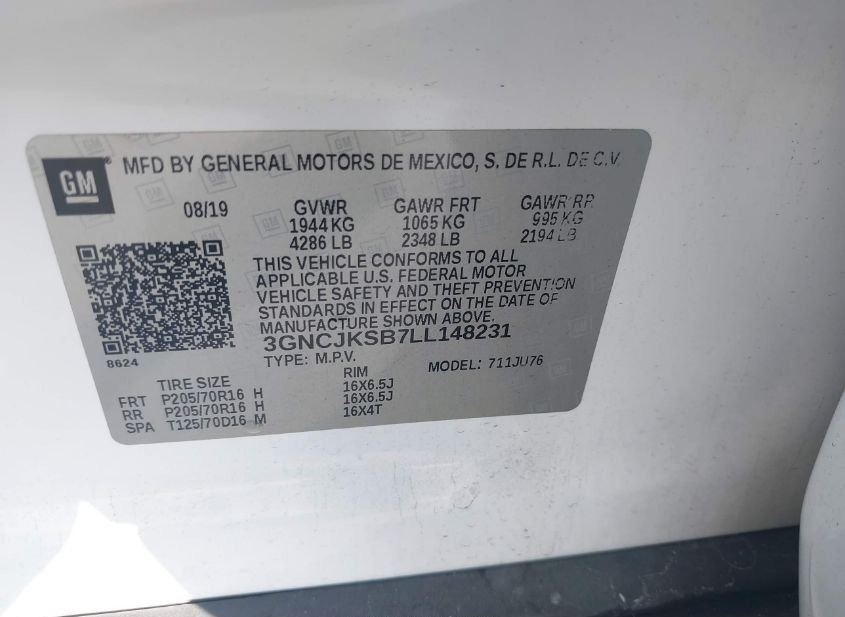 GM
MFD BY GENERAL MOTORS DE MEXICO, S. DE R.L. DE C.V.
08/19 GVWR GAWR FRT GAWR RR
1944 KG 1065 KG 995 KG
4286 LB 2348 LB 2194 LB
THIS VEHICLE CONFORMS TO ALL
APPLICABLE U.S. FEDERAL MOTOR
VEHICLE SAFETY AND THEFT PREVENTION
STANDARDS IN EFFECT ON THE DATE OF
MANUFACTURE SHOWN ABOVE.
3GNCJKSB7LL148231
8624
TYPE: M.P.V. MODEL: 711JU76
TIRE SIZE RIM
FRT P205/70R16 H 16X6.5J
RR P205/70R16 H 16X6.5J
SPA T125/70D16 M 16X4T